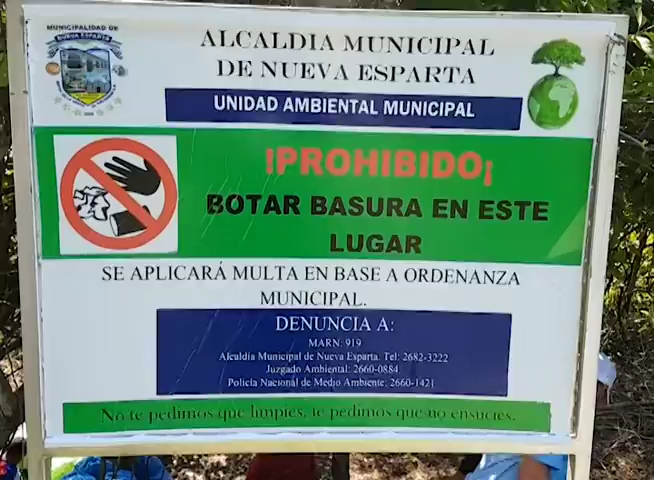 MUNICIPALIDAD DE
NUEVA ESPARTA
ALCALDIA MUNICIPAL
DE NUEVA ESPARTA
UNIDAD AMBIENTAL MUNICIPAL
¡PROHIBIDO¡
BOTAR BASURA EN ESTE
LUGAR
SE APLICARÁ MULTA EN BASE A ORDENANZA
MUNICIPAL.
DENUNCIA A:
MARN: 919
Alcaldía Municipal de Nueva Esparta. Tel: 2682-3222
Juzgado Ambiental: 2660-0884
Policía Nacional de Medio Ambiente: 2660-1421
No te pedimos que limpies, te pedimos que no ensucies.